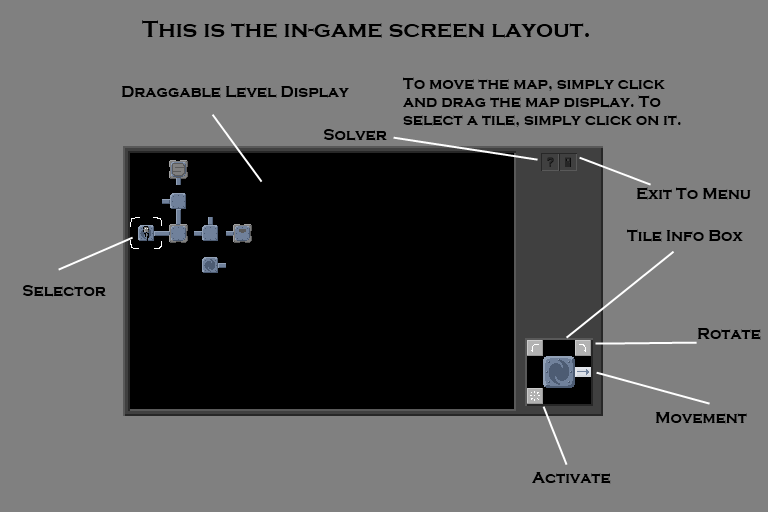 This is the in-game screen layout.
Draggable Level Display
To move the map, simply click
and drag the map display. To
select a tile, simply click on it.
Solver
?
Exit To Menu
Tile Info Box
Selector
Rotate
Movement
Activate